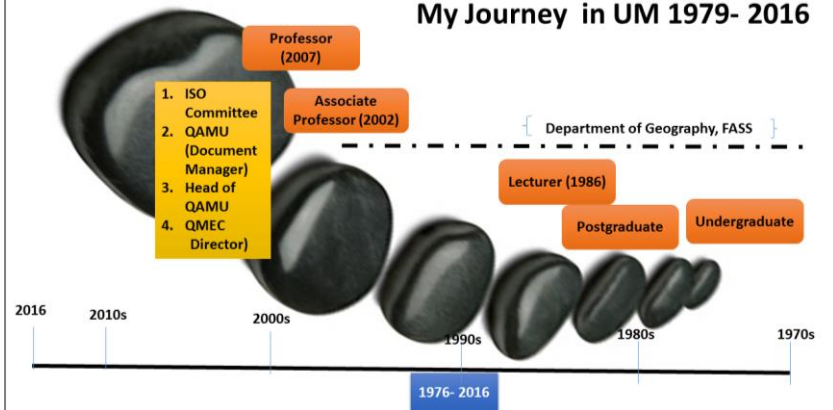 My Journey in UM 1979- 2016
Professor
(2007)
1. ISO
Committee
2. QAMU
(Document
Manager)
3. Head of
QAMU
4. QMEC
Director)
Associate
Professor (2002)
{ Department of Geography, FASS }
Lecturer (1986)
Postgraduate
Undergraduate
2016
2010s
2000s
1990s
1980s
1970s
1976- 2016